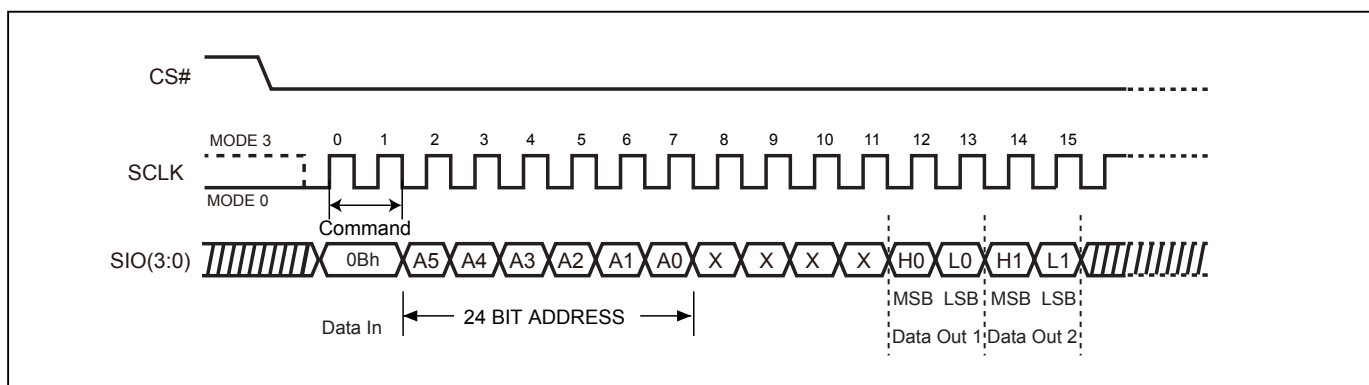 CS#
MODE 3
0 1 2 3 4 5 6 7 8 9 10 11 12 13 14 15
SCLK
MODE 0
Command
SIO(3:0) 0Bh A5 A4 A3 A2 A1 A0 X X X X H0 L0 H1 L1
MSB LSB MSB LSB
Data In 24 BIT ADDRESS
Data Out 1 Data Out 2